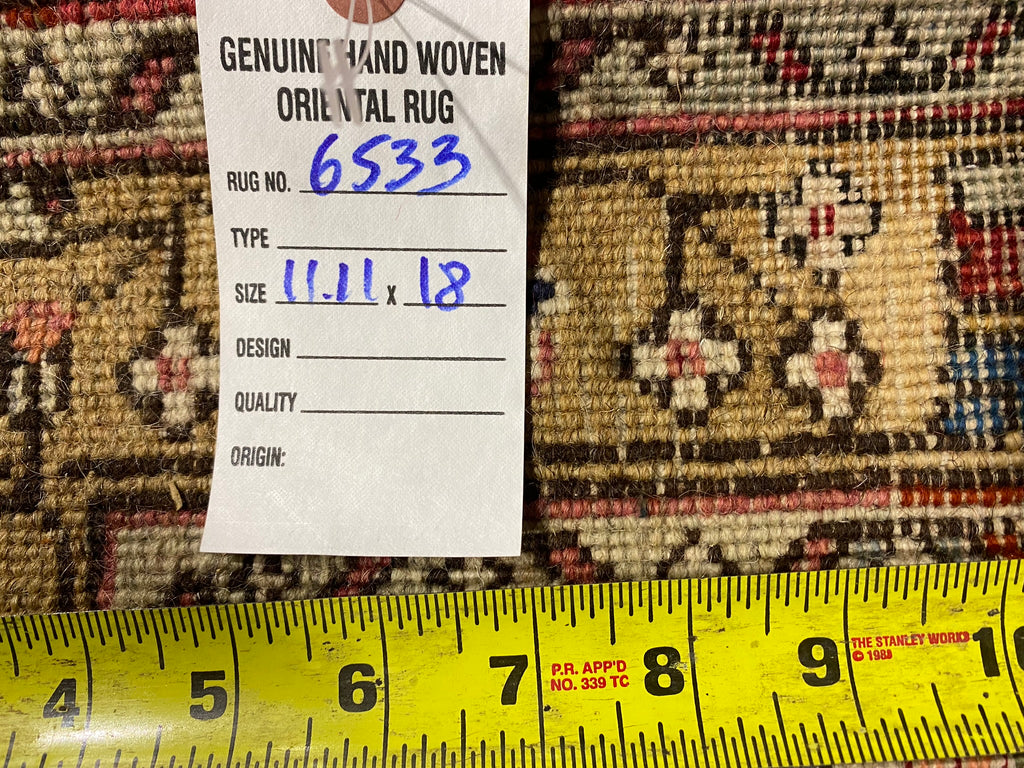 GENUINE HAND WOVEN
ORIENTAL RUG
RUG NO. 6533
TYPE
SIZE 11.11 X 18
DESIGN
QUALITY
ORIGIN:
4 5 6 7 8 9 10
P.R. APP'D
NO. 339 TC
THE STANLEY WORKS
© 1988